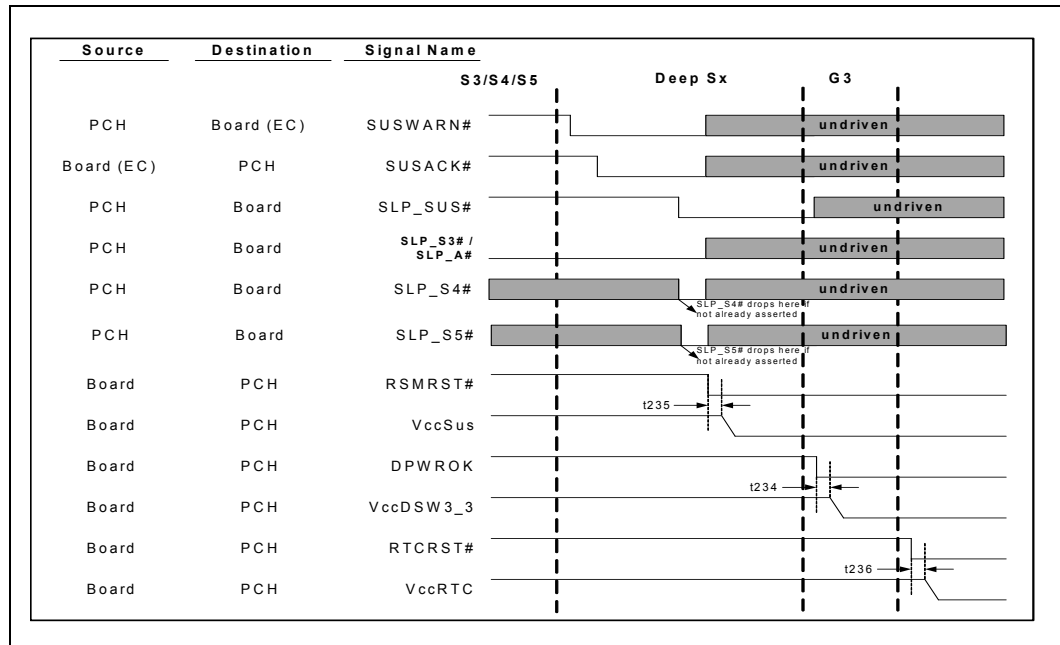 Source Destination Signal Name
S3/S4/S5 Deep Sx G3
PCH Board (EC) SUSWARN# undriven
Board (EC) PCH SUSACK# undriven
PCH Board SLP_SUS# undriven
PCH Board SLP_S3# /
SLP_A# undriven
PCH Board SLP_S4# undriven
SLP_S4# drops here if
not already asserted
PCH Board SLP_S5# undriven
SLP_S5# drops here if
not already asserted
Board PCH RSMRST#
t235
Board PCH VccSus
Board PCH DPWROK
t234
Board PCH VccDSW3_3
Board PCH RTCRST#
t236
Board PCH VccRTC